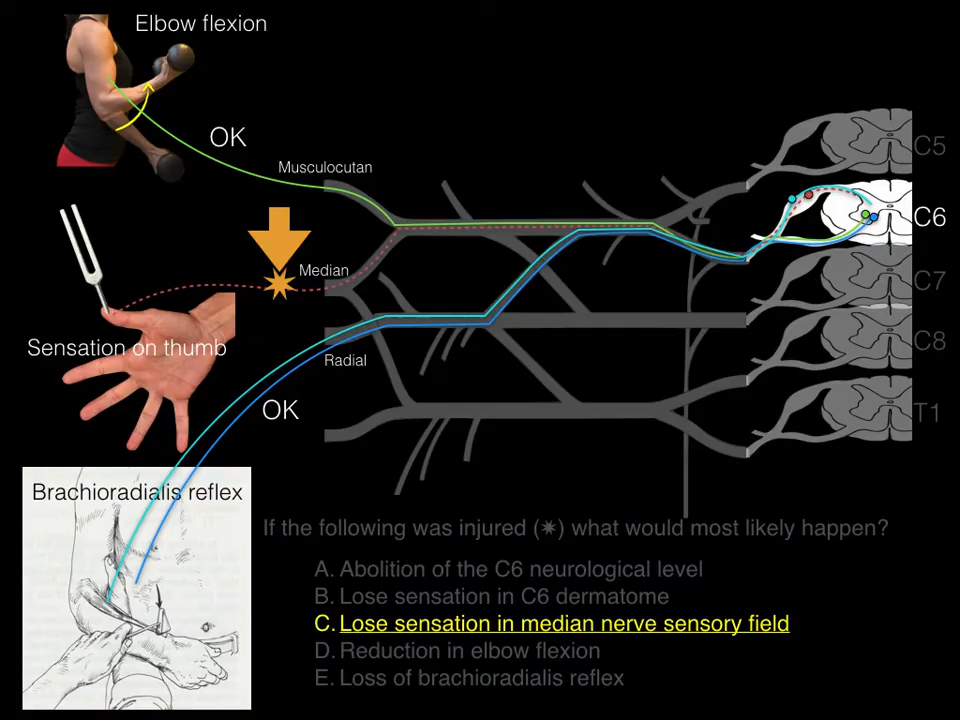 Elbow flexion
OK
Musculocutan
C5
C6
Median
C7
Sensation on thumb
C8
Radial
OK
T1
Brachioradialis reflex
If the following was injured (✷) what would most likely happen?
A. Abolition of the C6 neurological level
B. Lose sensation in C6 dermatome
C. Lose sensation in median nerve sensory field
D. Reduction in elbow flexion
E. Loss of brachioradialis reflex